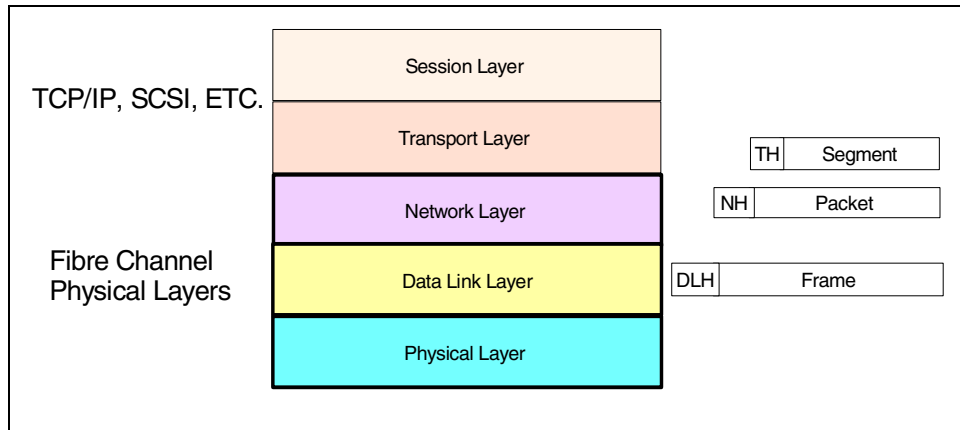 Session Layer
TCP/IP, SCSI, ETC.
Transport Layer
TH Segment
Network Layer
NH Packet
Fibre Channel
Physical Layers
Data Link Layer
DLH Frame
Physical Layer